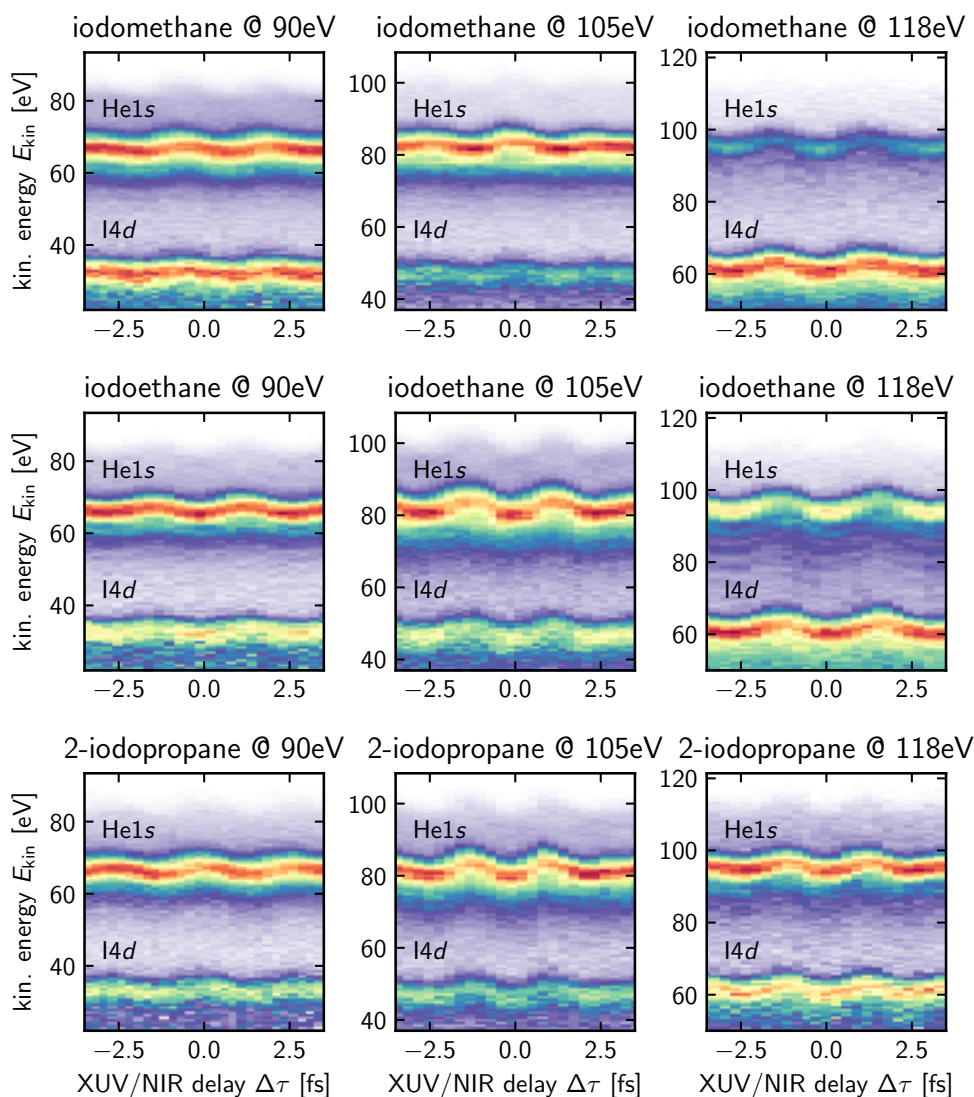 iodomethane @ 90eV
iodomethane @ 105eV
iodomethane @ 118eV
kin. energy E_kin [eV]
80
60
40
He1s
I4d
−2.5 0.0 2.5
100
80
60
40
He1s
I4d
−2.5 0.0 2.5
120
100
80
60
He1s
I4d
−2.5 0.0 2.5
iodoethane @ 90eV
iodoethane @ 105eV
iodoethane @ 118eV
kin. energy E_kin [eV]
80
60
40
He1s
I4d
−2.5 0.0 2.5
100
80
60
40
He1s
I4d
−2.5 0.0 2.5
120
100
80
60
He1s
I4d
−2.5 0.0 2.5
2-iodopropane @ 90eV
2-iodopropane @ 105eV
2-iodopropane @ 118eV
kin. energy E_kin [eV]
80
60
40
He1s
I4d
−2.5 0.0 2.5
XUV/NIR delay Δτ [fs]
100
80
60
40
He1s
I4d
−2.5 0.0 2.5
XUV/NIR delay Δτ [fs]
120
100
80
60
He1s
I4d
−2.5 0.0 2.5
XUV/NIR delay Δτ [fs]